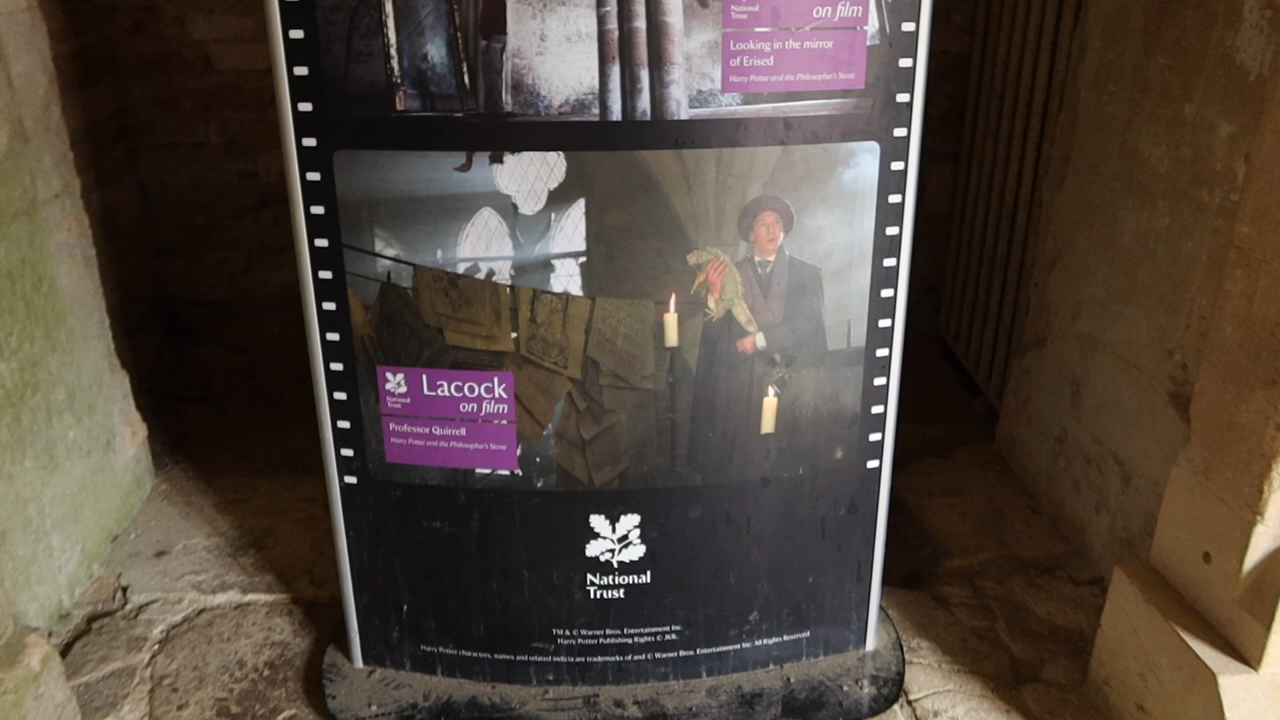 National
Trust
on film
Looking in the mirror
of Erised
Harry Potter and the Philosopher's Stone
National
Trust
Lacock
on film
Professor Quirrell
Harry Potter and the Philosopher's Stone
National
Trust
TM & © Warner Bros. Entertainment Inc.
Harry Potter Publishing Rights © JKR.
Harry Potter characters, names and related indicia are trademarks of and © Warner Bros. Entertainment Inc. All Rights Reserved.